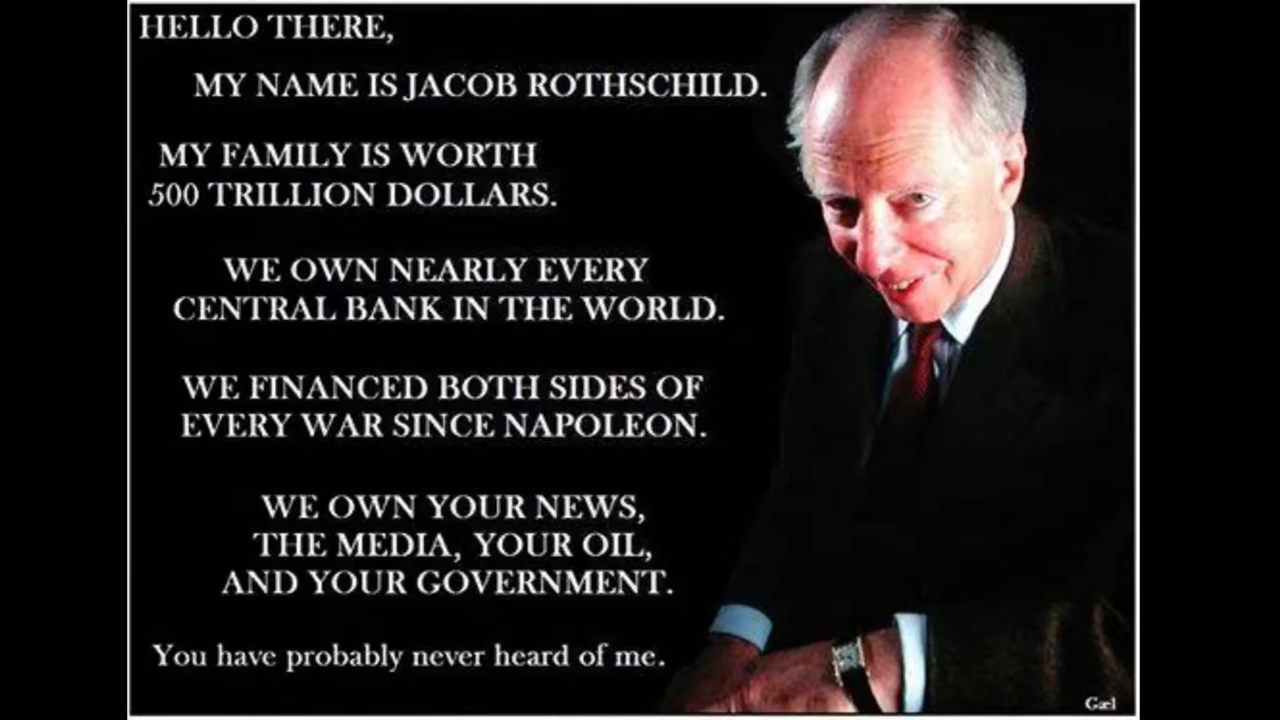 HELLO THERE,
MY NAME IS JACOB ROTHSCHILD.
MY FAMILY IS WORTH
500 TRILLION DOLLARS.
WE OWN NEARLY EVERY
CENTRAL BANK IN THE WORLD.
WE FINANCED BOTH SIDES OF
EVERY WAR SINCE NAPOLEON.
WE OWN YOUR NEWS,
THE MEDIA, YOUR OIL,
AND YOUR GOVERNMENT.
You have probably never heard of me.
Gæl